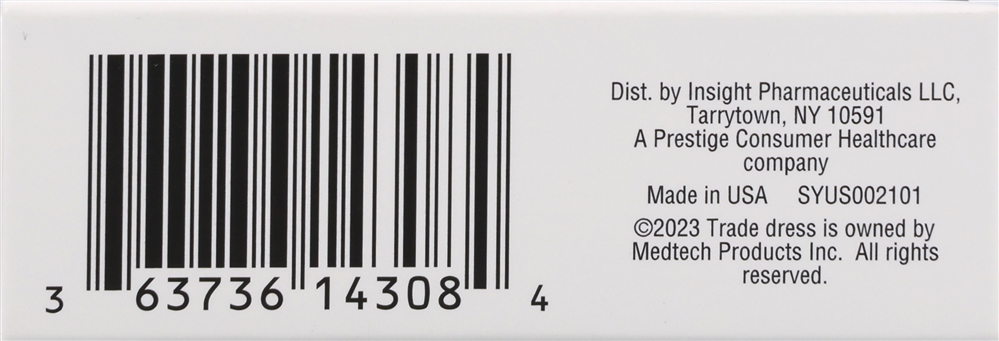 3 63736 14308 4
Dist. by Insight Pharmaceuticals LLC,
Tarrytown, NY 10591
A Prestige Consumer Healthcare
company
Made in USA SYUS002101
©2023 Trade dress is owned by
Medtech Products Inc. All rights
reserved.